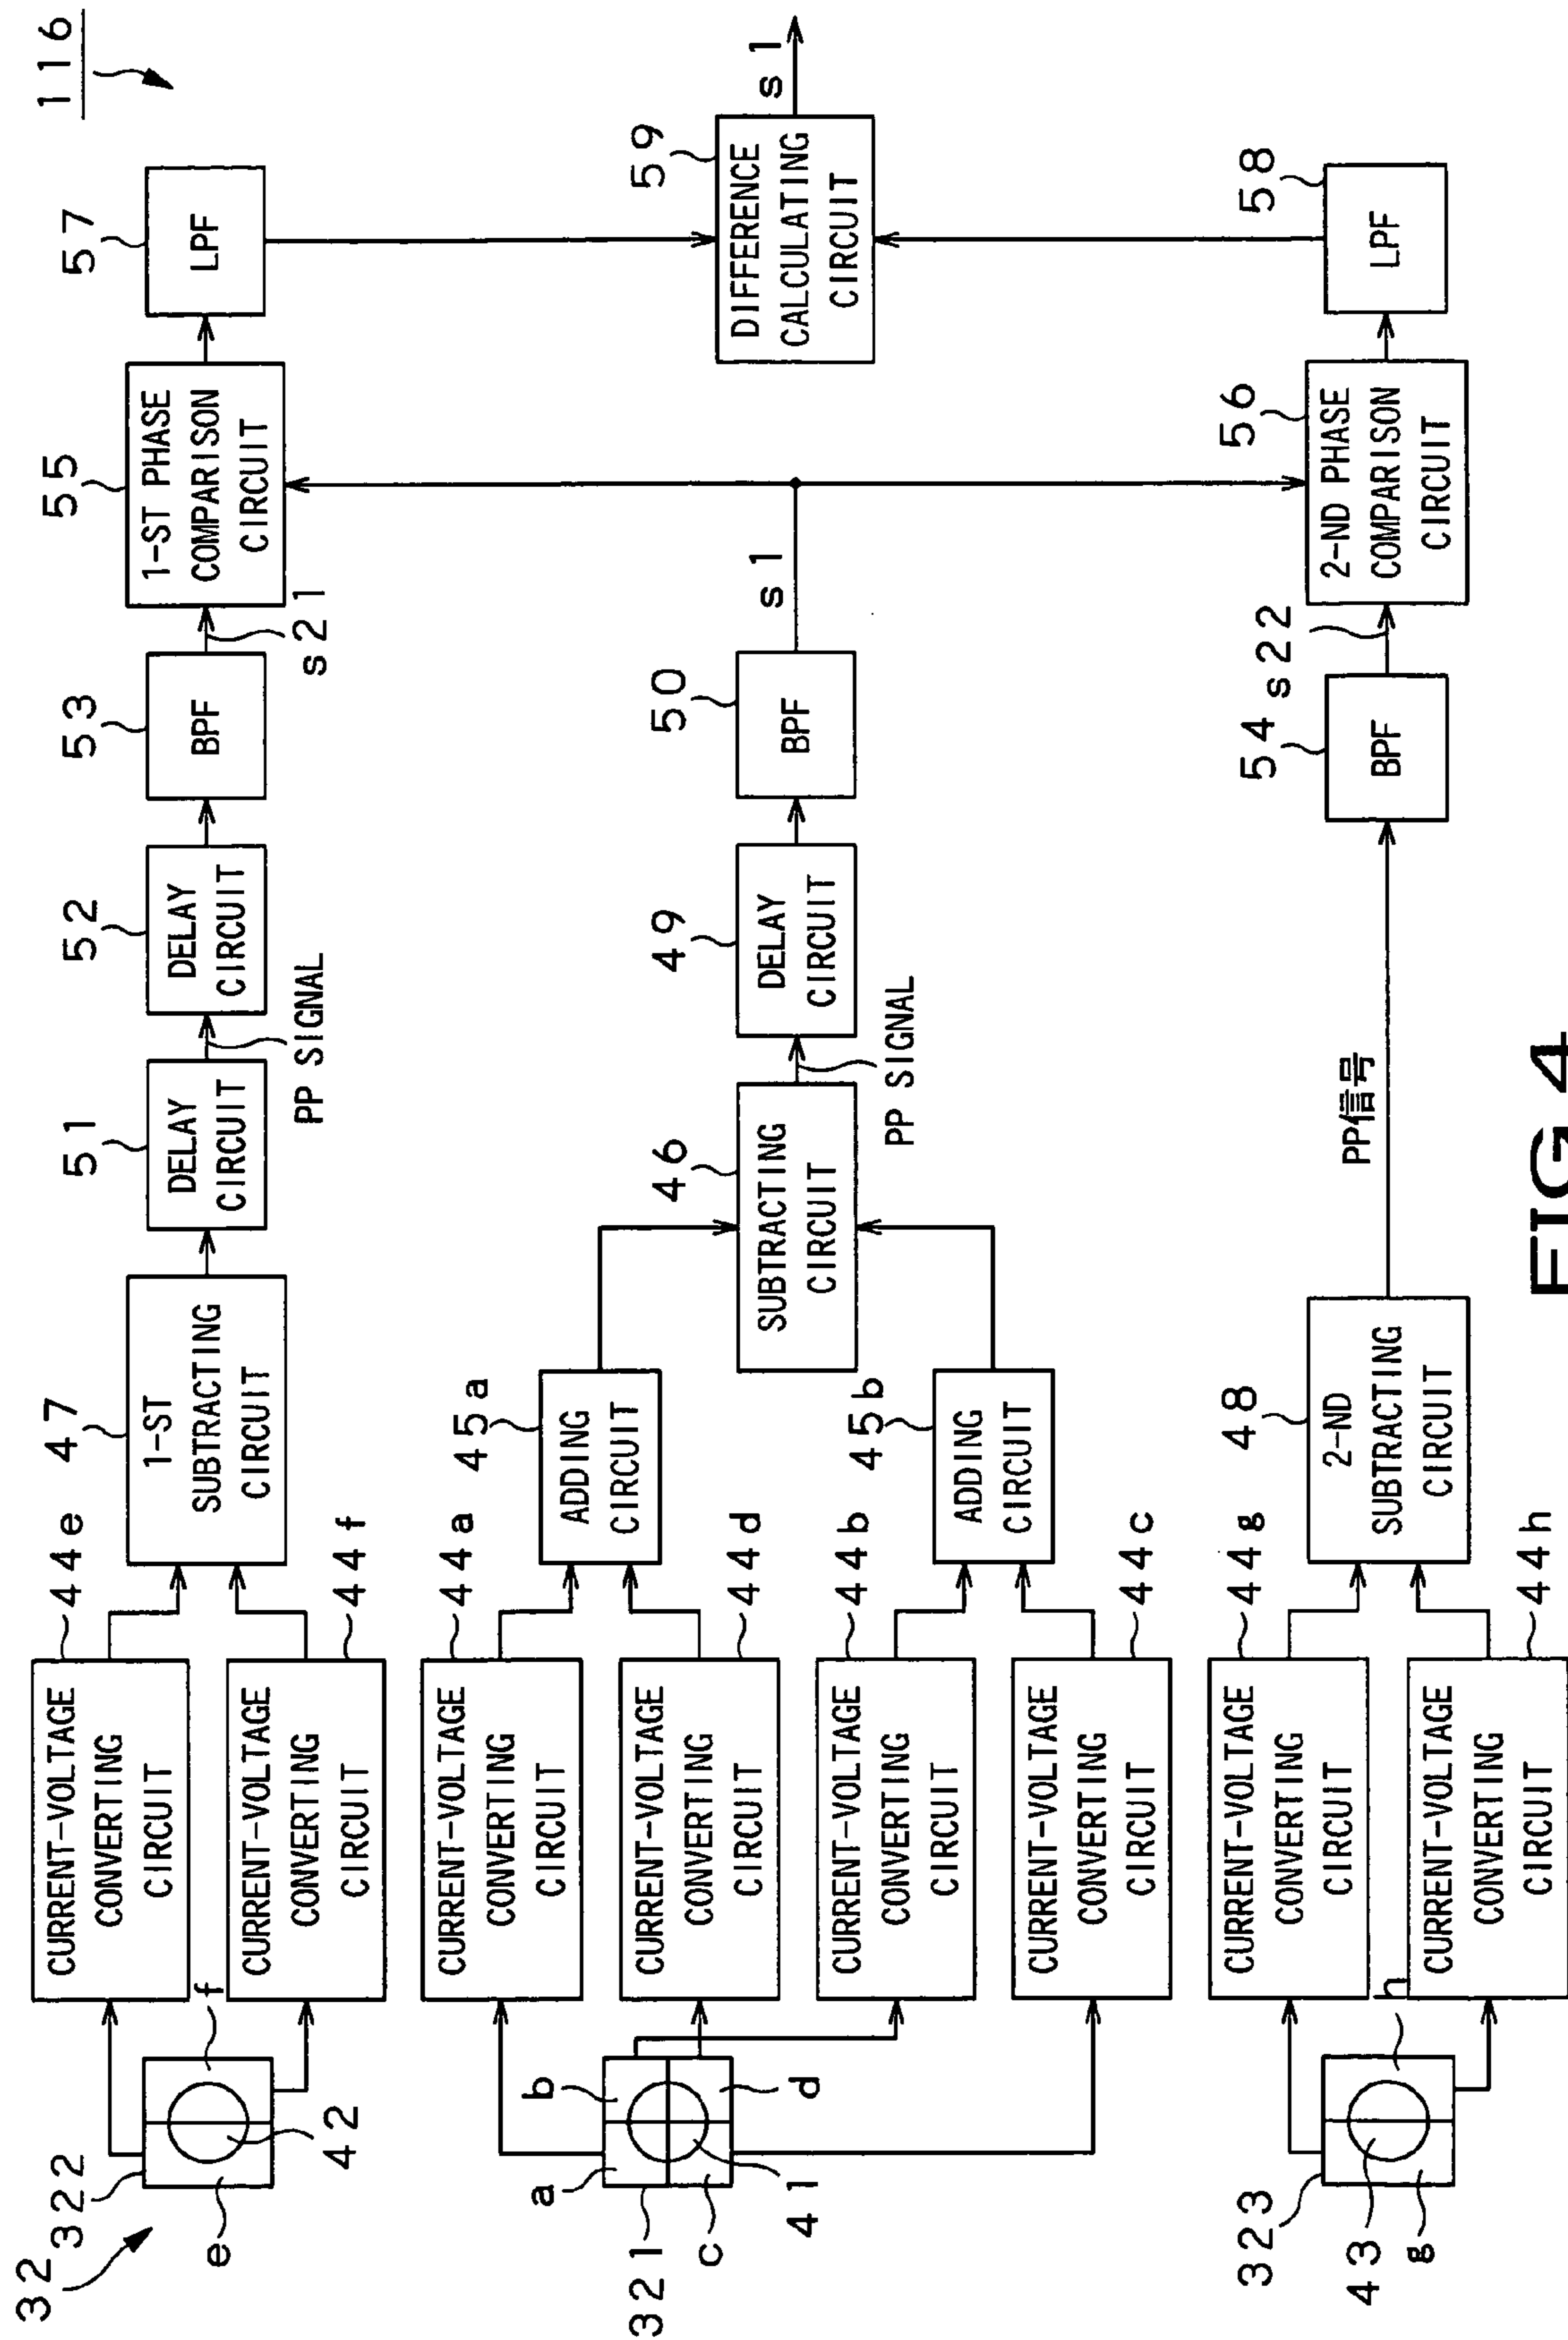 116
32
322
e
f
42
CURRENT-VOLTAGE
CONVERTING
CIRCUIT
44e
CURRENT-VOLTAGE
CONVERTING
CIRCUIT
44f
47
1-ST
SUBTRACTING
CIRCUIT
51
DELAY
CIRCUIT
PP SIGNAL
52
DELAY
CIRCUIT
53
BPF
s21
55
1-ST PHASE
COMPARISON
CIRCUIT
57
LPF
321
a
b
c
d
41
CURRENT-VOLTAGE
CONVERTING
CIRCUIT
44a
CURRENT-VOLTAGE
CONVERTING
CIRCUIT
44d
CURRENT-VOLTAGE
CONVERTING
CIRCUIT
44b
CURRENT-VOLTAGE
CONVERTING
CIRCUIT
44c
45a
ADDING
CIRCUIT
45b
ADDING
CIRCUIT
46
SUBTRACTING
CIRCUIT
PP SIGNAL
49
DELAY
CIRCUIT
50
BPF
s1
59
DIFFERENCE
CALCULATING
CIRCUIT
s1
323
43
g
h
CURRENT-VOLTAGE
CONVERTING
CIRCUIT
44g
CURRENT-VOLTAGE
CONVERTING
CIRCUIT
44h
48
2-ND
SUBTRACTING
CIRCUIT
PP信号
54
BPF
s22
56
2-ND PHASE
COMPARISON
CIRCUIT
58
LPF
FIG 4